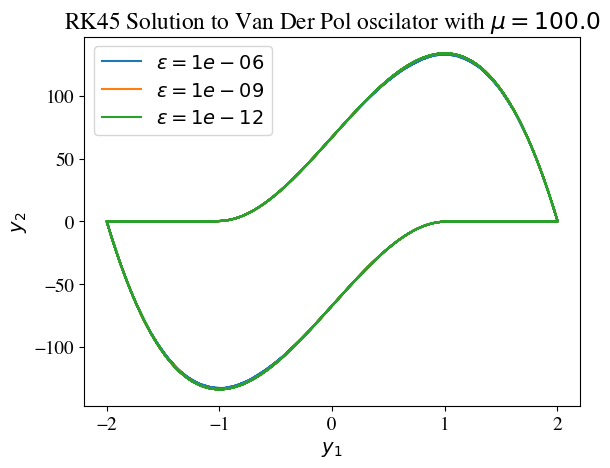 RK45 Solution to Van Der Pol oscilator with μ = 100.0
ε = 1e − 06
ε = 1e − 09
ε = 1e − 12
100
50
0
−50
−100
y₂
−2
−1
0
1
2
y₁